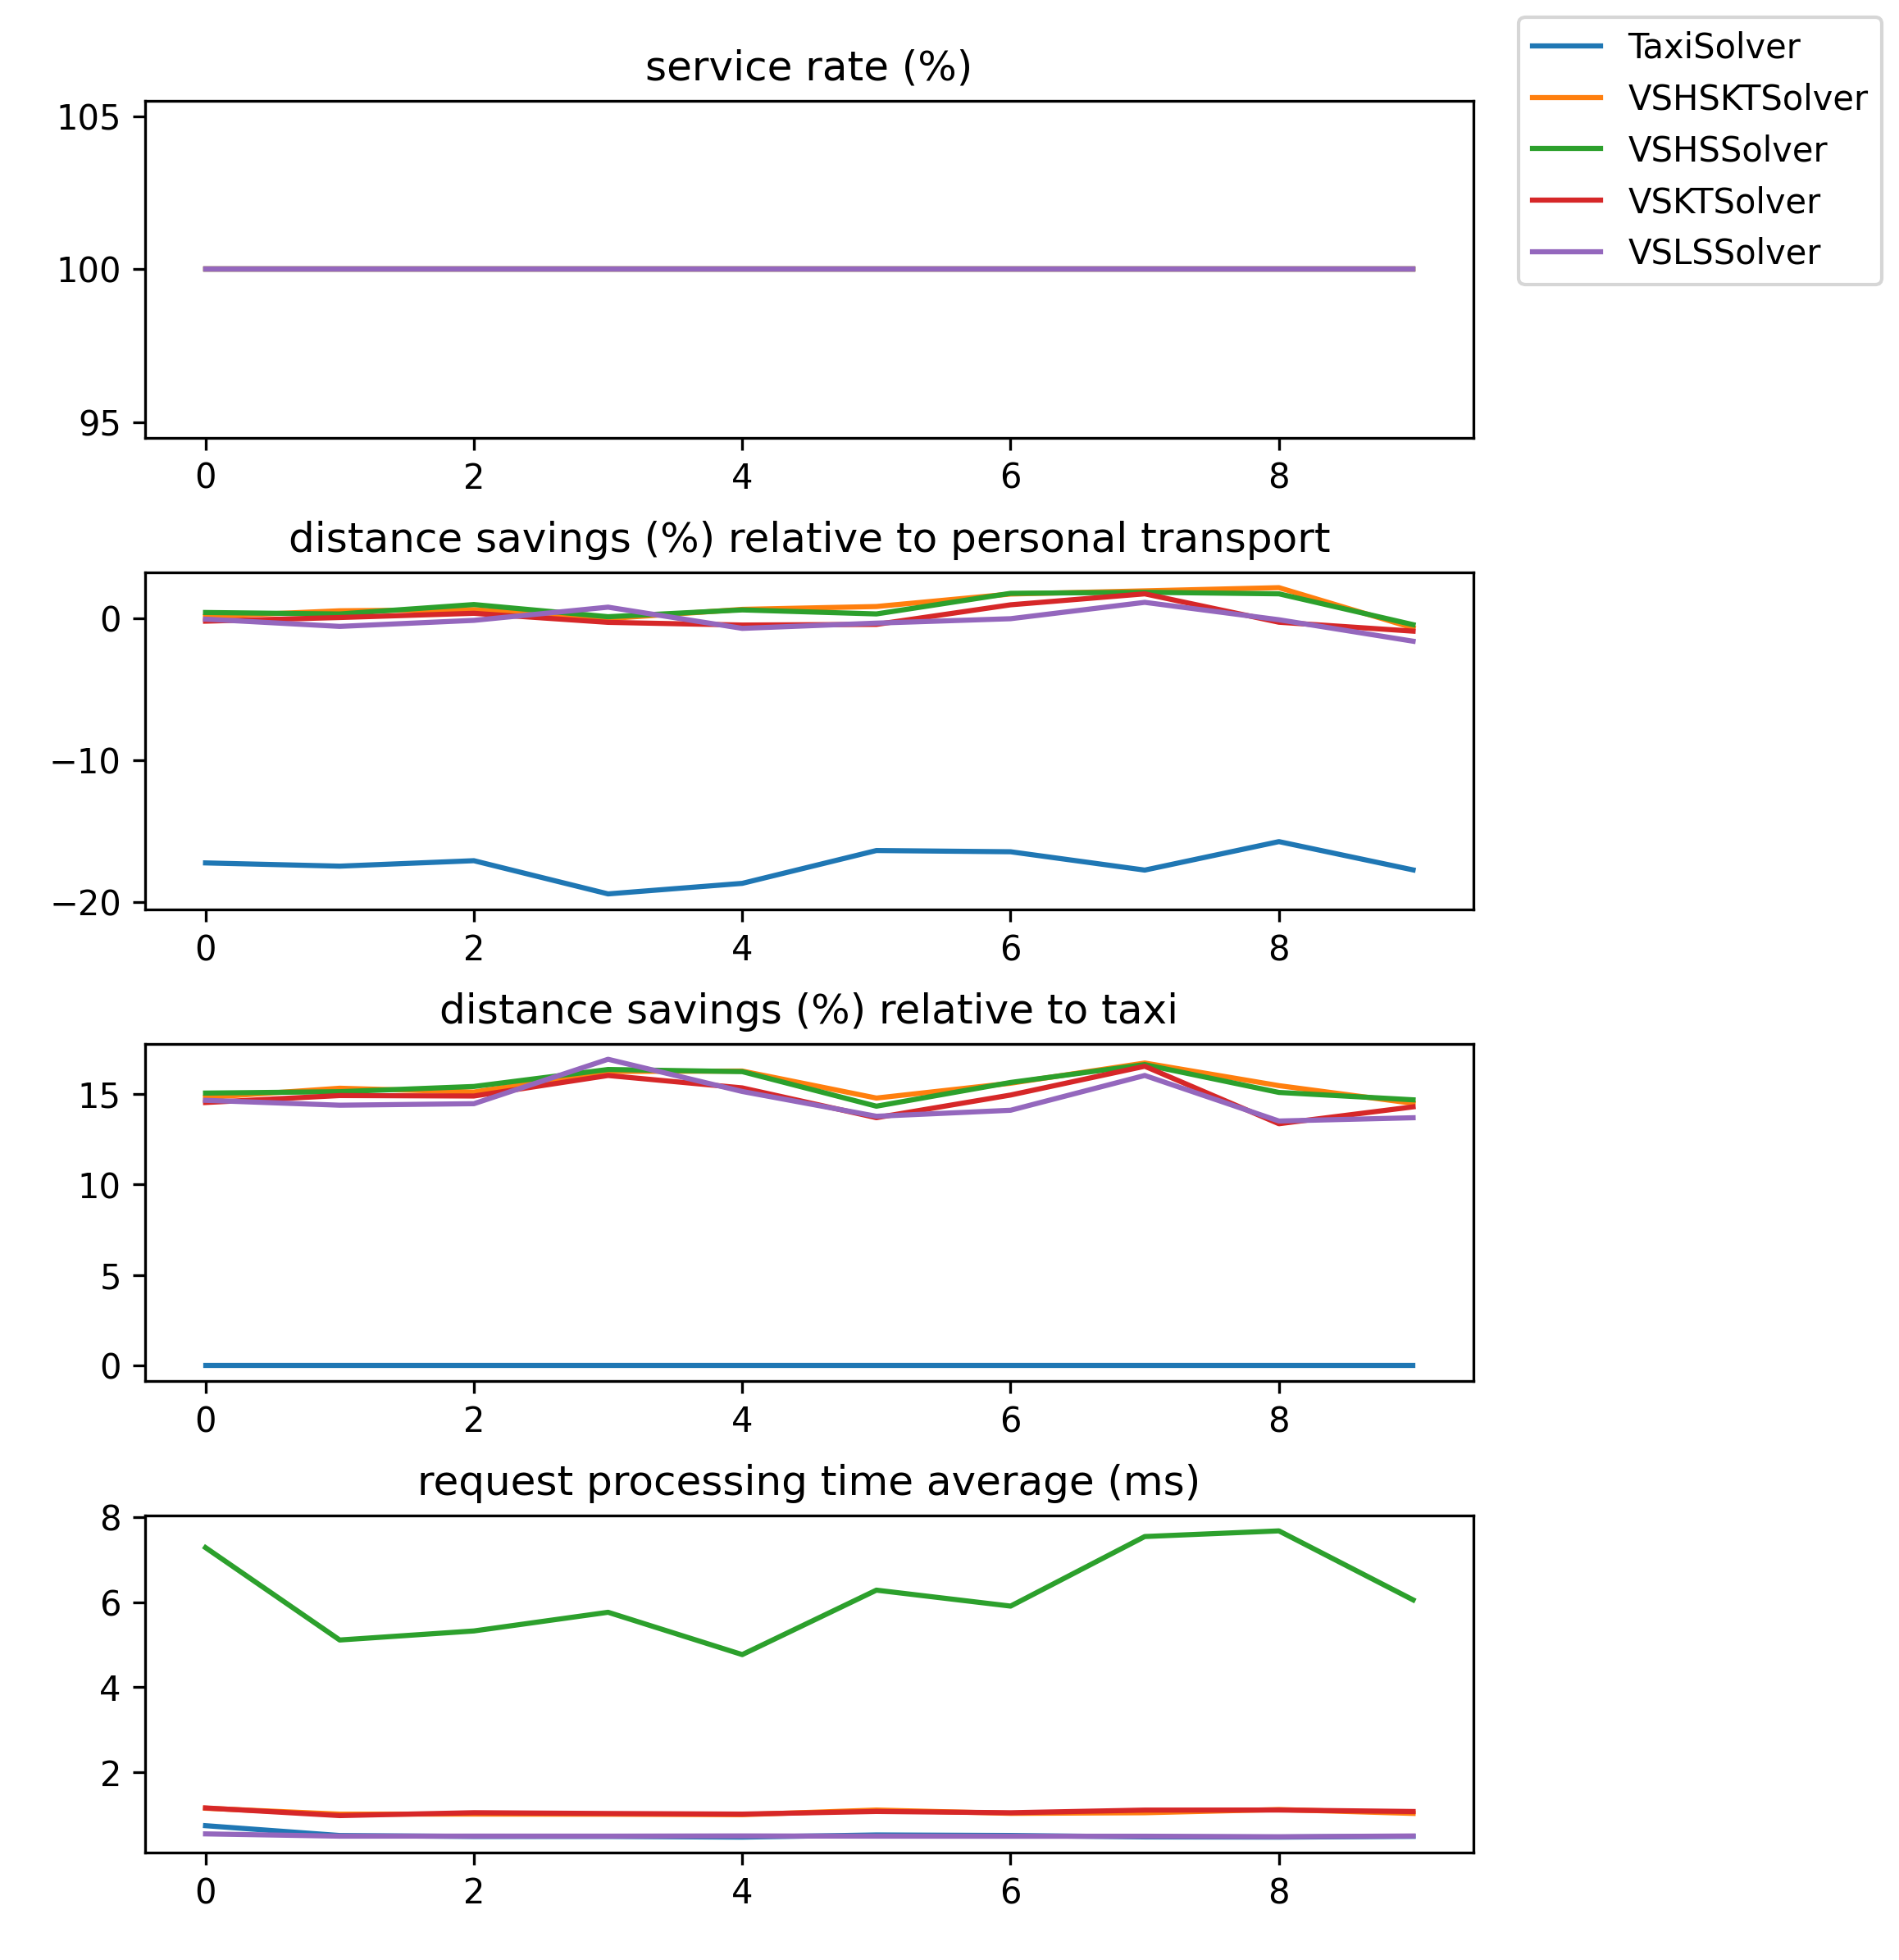 TaxiSolver
VSHSKTSolver
VSHSSolver
VSKTSolver
VSLSSolver
service rate (%)
105
100
95
0 2 4 6 8
distance savings (%) relative to personal transport
0
−10
−20
0 2 4 6 8
distance savings (%) relative to taxi
15
10
5
0
0 2 4 6 8
request processing time average (ms)
8
6
4
2
0 2 4 6 8